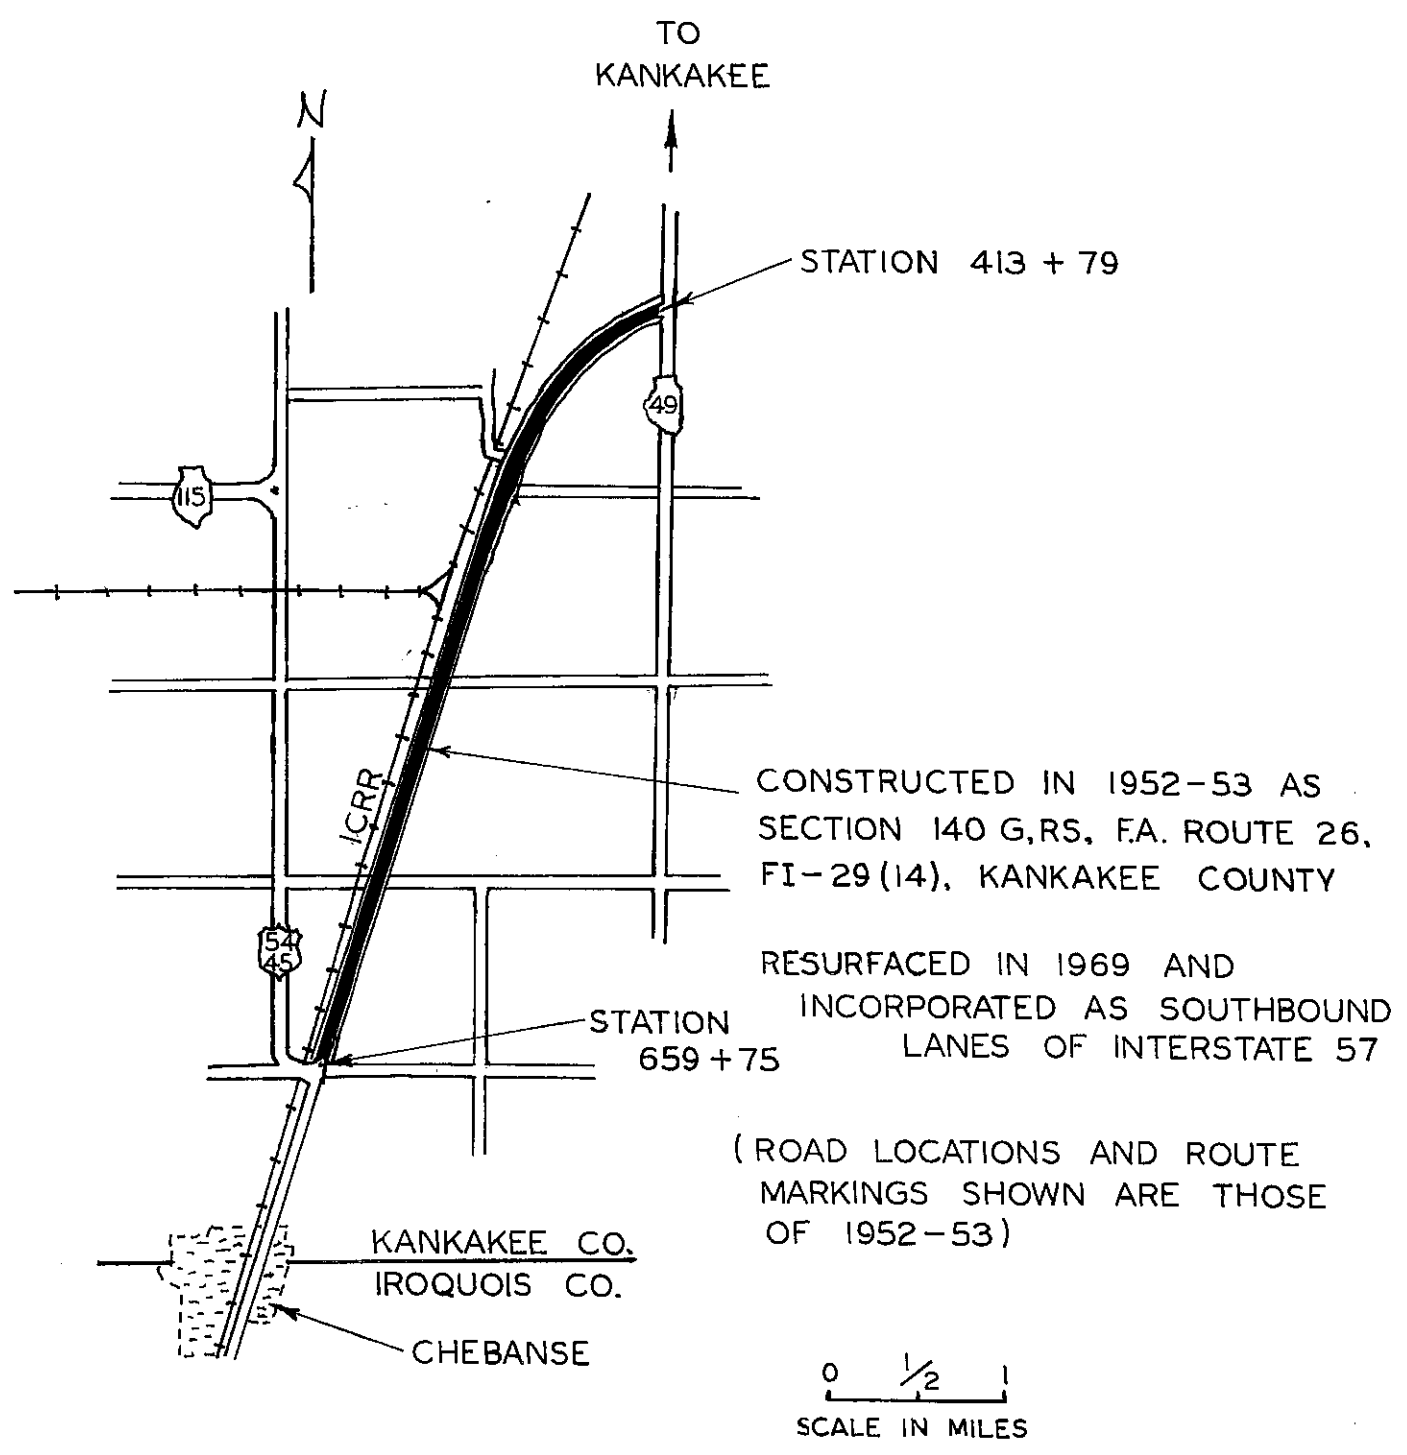 TO
KANKAKEE
N
STATION 413 + 79
49
115
CONSTRUCTED IN 1952-53 AS
SECTION 140 G,RS, F.A. ROUTE 26,
FI-29(14), KANKAKEE COUNTY
ICRR
54
45
RESURFACED IN 1969 AND
INCORPORATED AS SOUTHBOUND
LANES OF INTERSTATE 57
STATION
659+75
(ROAD LOCATIONS AND ROUTE
MARKINGS SHOWN ARE THOSE
OF 1952-53)
KANKAKEE CO.
IROQUOIS CO.
CHEBANSE
0 1/2 1
SCALE IN MILES